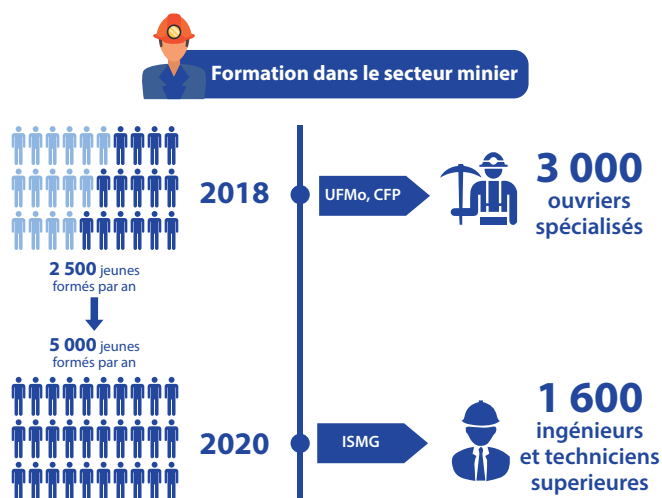 Formation dans le secteur minier
2018
UFMo, CFP
3 000
ouvriers
spécialisés
2 500 jeunes
formés par an
5 000 jeunes
formés par an
2020
ISMG
1 600
ingénieurs
et techniciens
superieures